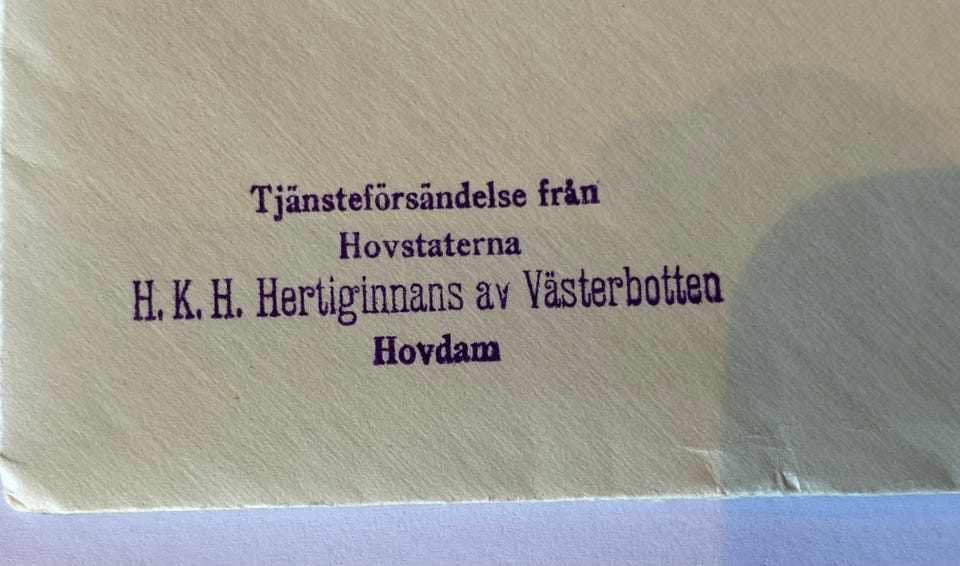 Tjänsteförsändelse från
Hovstaterna
H. K. H. Hertiginnans av Västerbotten
Hovdam